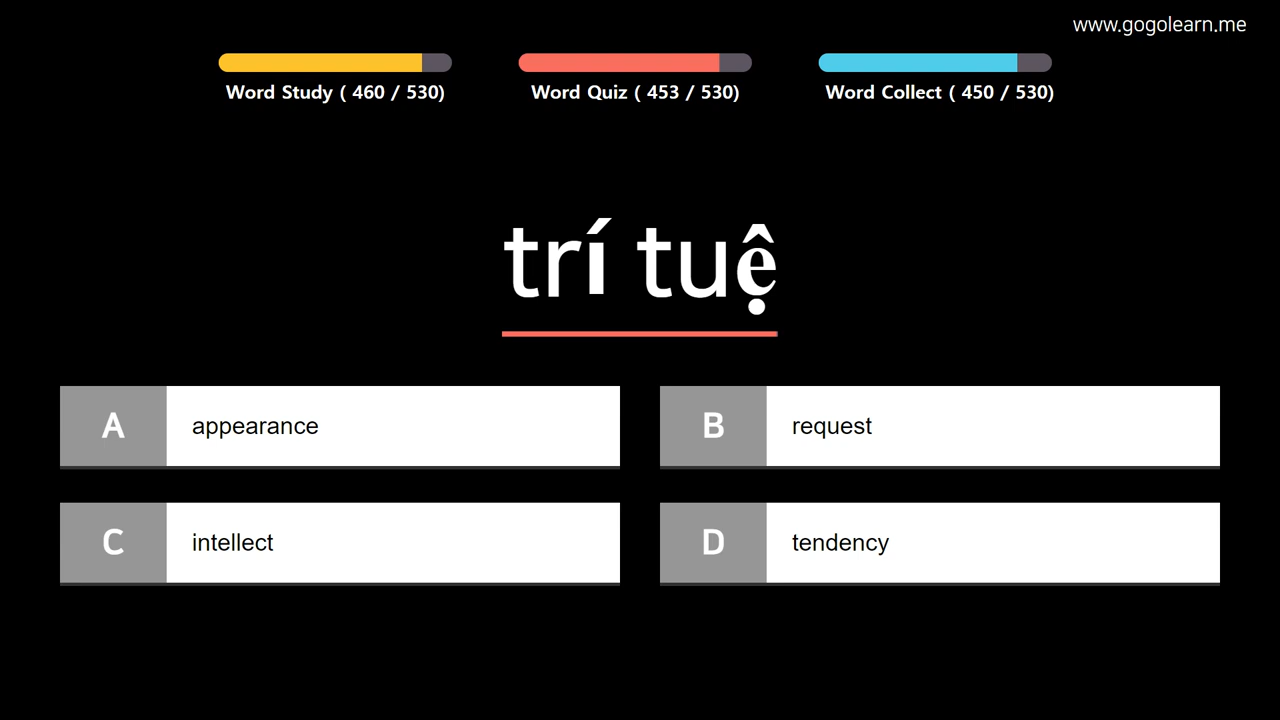 www.gogolearn.me
Word Study ( 460 / 530)
Word Quiz ( 453 / 530)
Word Collect ( 450 / 530)
trí tuệ
A appearance
B request
C intellect
D tendency